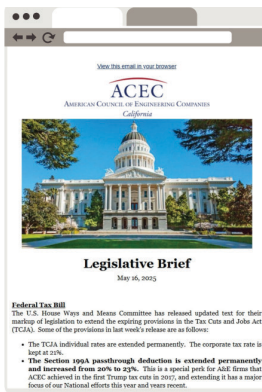 View this email in your browser
ACEC
AMERICAN COUNCIL OF ENGINEERING COMPANIES
California
Legislative Brief
May 16, 2025
Federal Tax Bill
The U.S. House Ways and Means Committee has released updated text for their
markup of legislation to extend the expiring provisions in the Tax Cuts and Jobs Act
(TCJA). Some of the provisions in last week's release are as follows:
• The TCJA individual rates are extended permanently. The corporate tax rate is
kept at 21%.
• The Section 199A passthrough deduction is extended permanently
and increased from 20% to 23%. This is a special perk for A&E firms that
ACEC achieved in the first Trump tax cuts in 2017, and extending it has a major
focus of our National efforts this year and years recent.